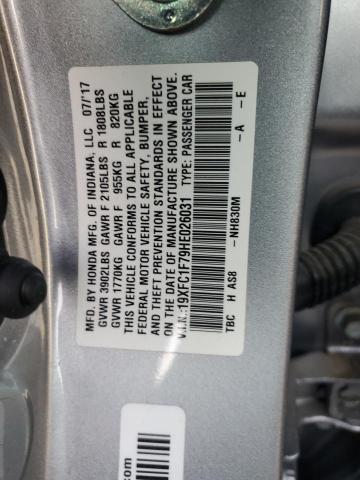 MFD. BY HONDA MFG. OF INDIANA, LLC 07/'17
GVWR 3902LBS GAWR F 2105LBS R 1808LBS
GVWR 1770KG GAWR F 955KG R 820KG
THIS VEHICLE CONFORMS TO ALL APPLICABLE
FEDERAL MOTOR VEHICLE SAFETY, BUMPER,
AND THEFT PREVENTION STANDARDS IN EFFECT
ON THE DATE OF MANUFACTURE SHOWN ABOVE.
V.I.N.:19XFC1F79HE026031 TYPE: PASSENGER CAR
-NH830M -A -E
TBC H AS8
.com